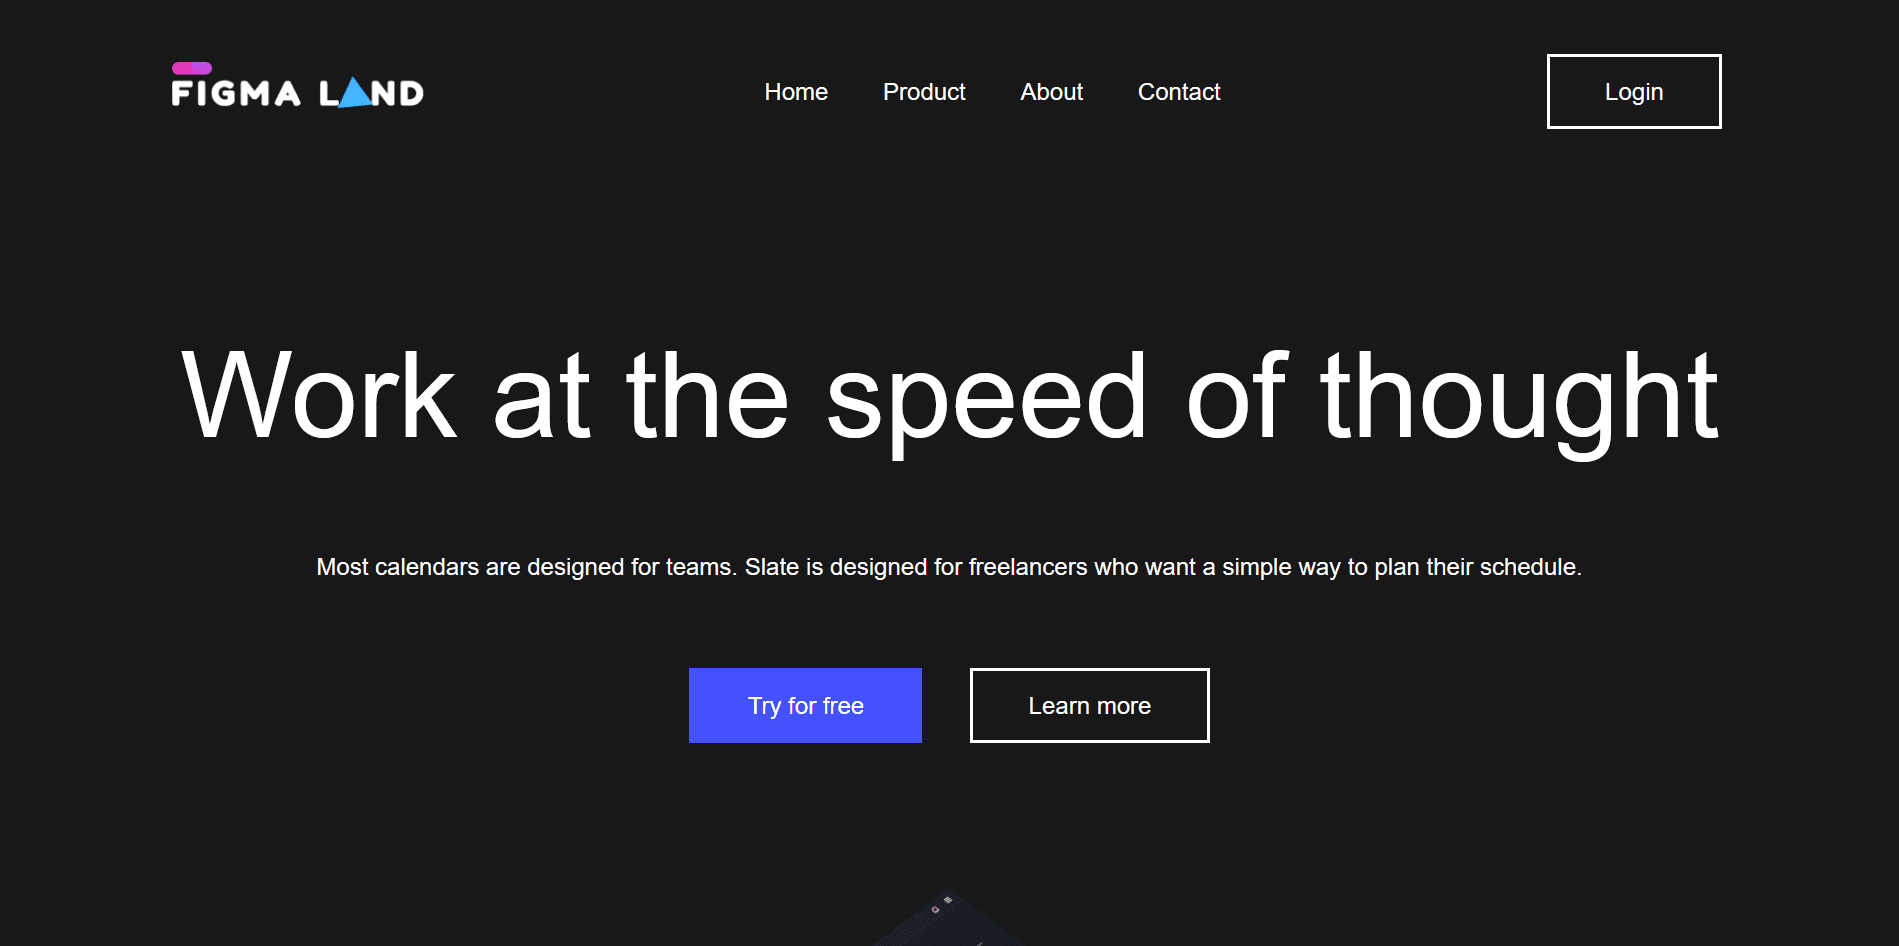 FIGMA LAND
Home Product About Contact
Login
Work at the speed of thought
Most calendars are designed for teams. Slate is designed for freelancers who want a simple way to plan their schedule.
Try for free
Learn more